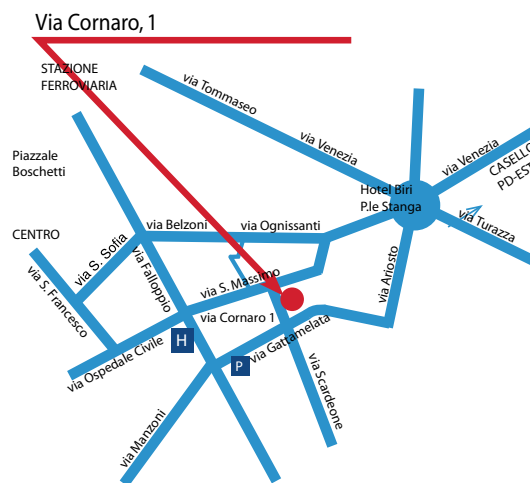 Via Cornaro, 1
STAZIONE
FERROVIARIA
via Tommaseo
via Venezia
via Venezia
CASELLO
PD-EST
Piazzale
Boschetti
Hotel Biri
P.le Stanga
via Turazza
CENTRO
via Belzoni
via Ognissanti
via S. Sofia
via Falloppio
via S. Francesco
via S. Massimo
via Ariosto
via Cornaro 1
H
via Gattamelata
P
via Ospedale Civile
via Scardeone
via Manzoni